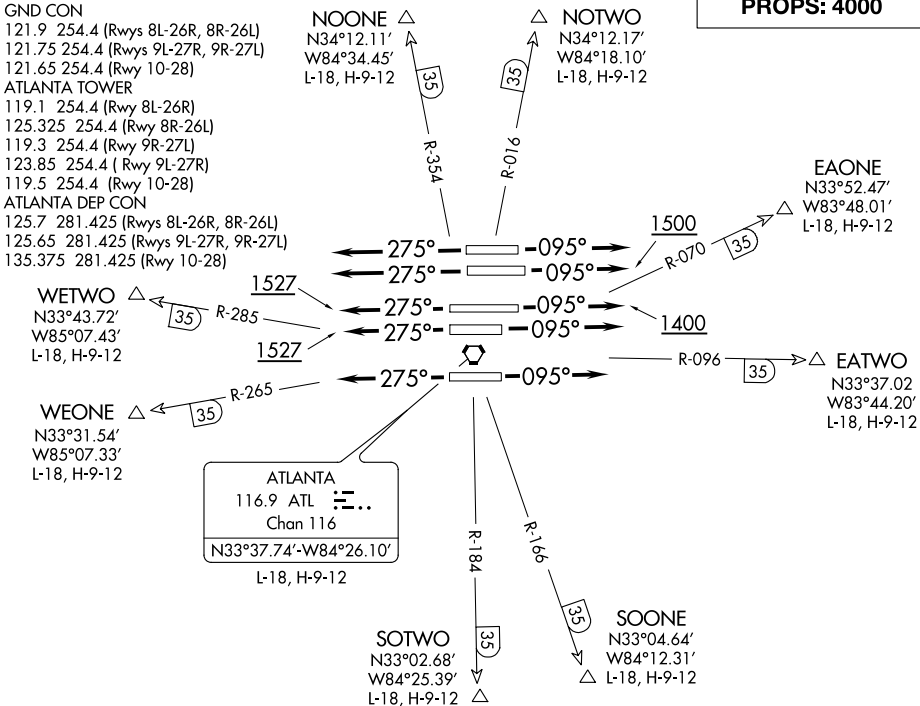 GND CON
121.9 254.4 (Rwys 8L-26R, 8R-26L)
121.75 254.4 (Rwys 9L-27R, 9R-27L)
121.65 254.4 (Rwy 10-28)
ATLANTA TOWER
119.1 254.4 (Rwy 8L-26R)
125.325 254.4 (Rwy 8R-26L)
119.3 254.4 (Rwy 9R-27L)
123.85 254.4 ( Rwy 9L-27R)
119.5 254.4 (Rwy 10-28)
ATLANTA DEP CON
125.7 281.425 (Rwys 8L-26R, 8R-26L)
125.65 281.425 (Rwys 9L-27R, 9R-27L)
135.375 281.425 (Rwy 10-28)
PROPS: 4000
NOONE
N34°12.11′
W84°34.45′
L-18, H-9-12
35
R-354
NOTWO
N34°12.17′
W84°18.10′
L-18, H-9-12
35
R-016
EAONE
N33°52.47′
W83°48.01′
L-18, H-9-12
35
R-070
1500
275° 095°
275° 095°
1527
275° 095°
1400
275° 095°
1527
275° 095°
WETWO
N33°43.72′
W85°07.43′
L-18, H-9-12
35
R-285
WEONE
N33°31.54′
W85°07.33′
L-18, H-9-12
35
R-265
R-096
35
EATWO
N33°37.02
W83°44.20′
L-18, H-9-12
ATLANTA
116.9 ATL
Chan 116
N33°37.74′-W84°26.10′
L-18, H-9-12
R-184
35
SOTWO
N33°02.68′
W84°25.39′
L-18, H-9-12
R-166
35
SOONE
N33°04.64′
W84°12.31′
L-18, H-9-12